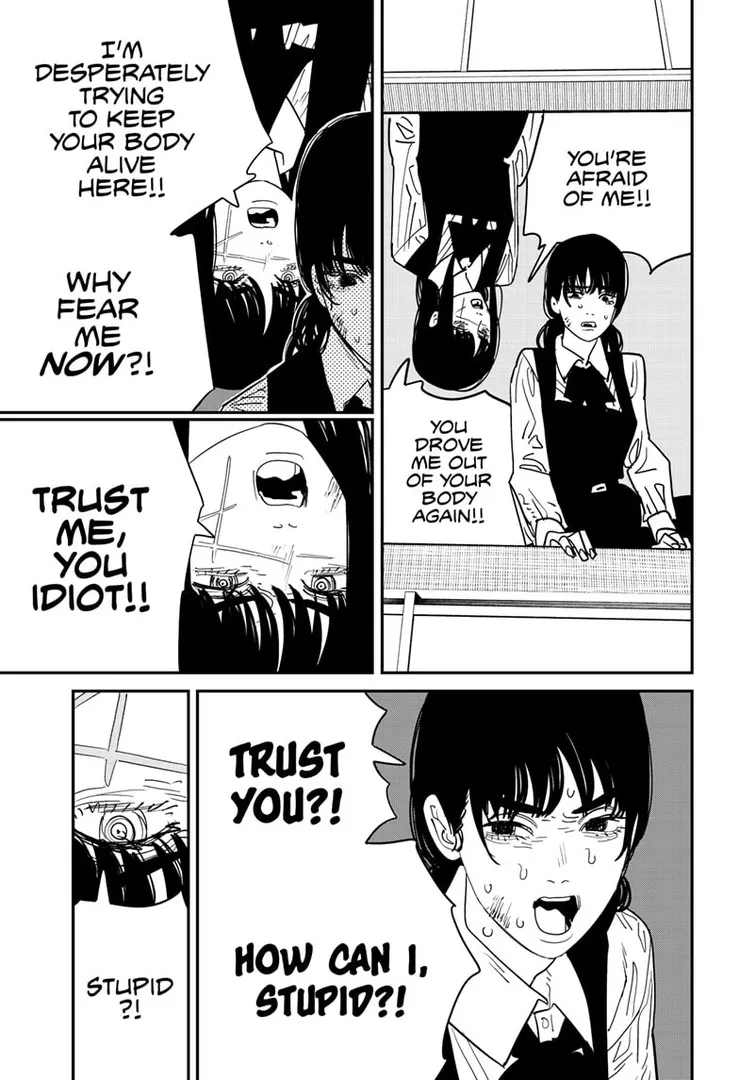 YOU'RE
AFRAID
OF ME!!
YOU
DROVE
ME OUT
OF YOUR
BODY
AGAIN!!
I'M
DESPERATELY
TRYING
TO KEEP
YOUR BODY
ALIVE
HERE!!
WHY
FEAR
ME
NOW?!
TRUST
ME,
YOU
IDIOT!!
TRUST
YOU?!
HOW CAN I,
STUPID?!
STUPID
?!